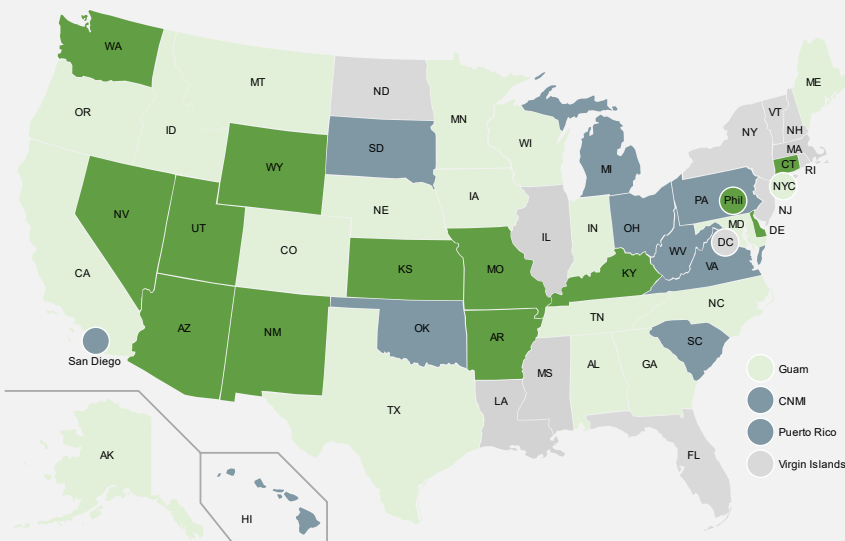 WA
MT
ND
ME
OR
ID
MN
VT
NH
NY
WI
MA
SD
MI
CT
RI
WY
NYC
PA
Phil
NJ
NE
IA
NV
UT
CO
IL
IN
OH
MD
DE
DC
WV
VA
CA
KS
MO
KY
NC
TN
AZ
NM
OK
AR
SC
San Diego
MS
AL
GA
Guam
LA
CNMI
TX
Puerto Rico
AK
FL
Virgin Islands
HI